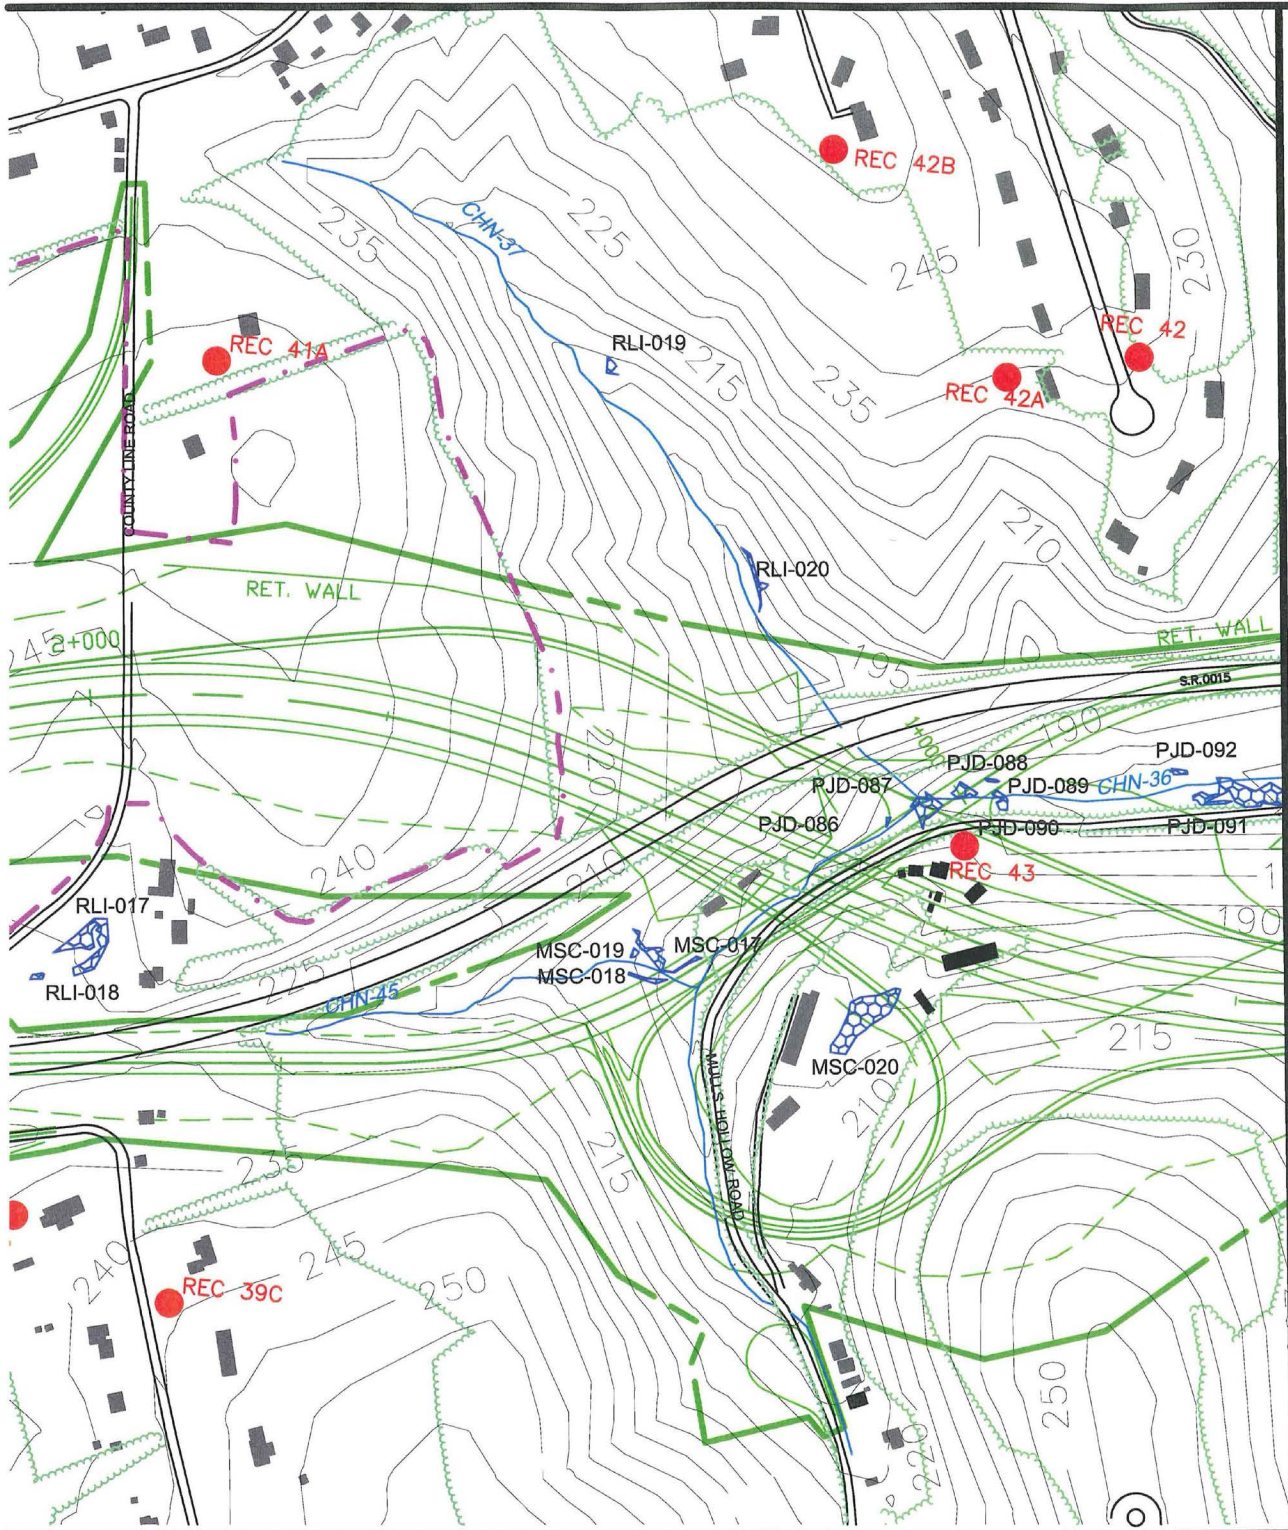 REC 42B
CHN-37
235
225
245
230
REC 42
RLI-019
REC 41A
215
235
REC 42A
COUNTY LINE ROAD
210
RLI-020
RET. WALL
RET. WALL
245
2+000
195
S.R.0015
190
220
PJD-092
PJD-088
PJD-087
PJD-089
CHN-36
PJD-086
PJD-090
PJD-091
240
210
REC 43
190
RLI-017
MSC-019
MSC-017
225
MSC-018
RLI-018
CHN-45
215
MSC-020
210
MULL'S HOLLOW ROAD
235
215
245
240
REC 39C
250
250
220